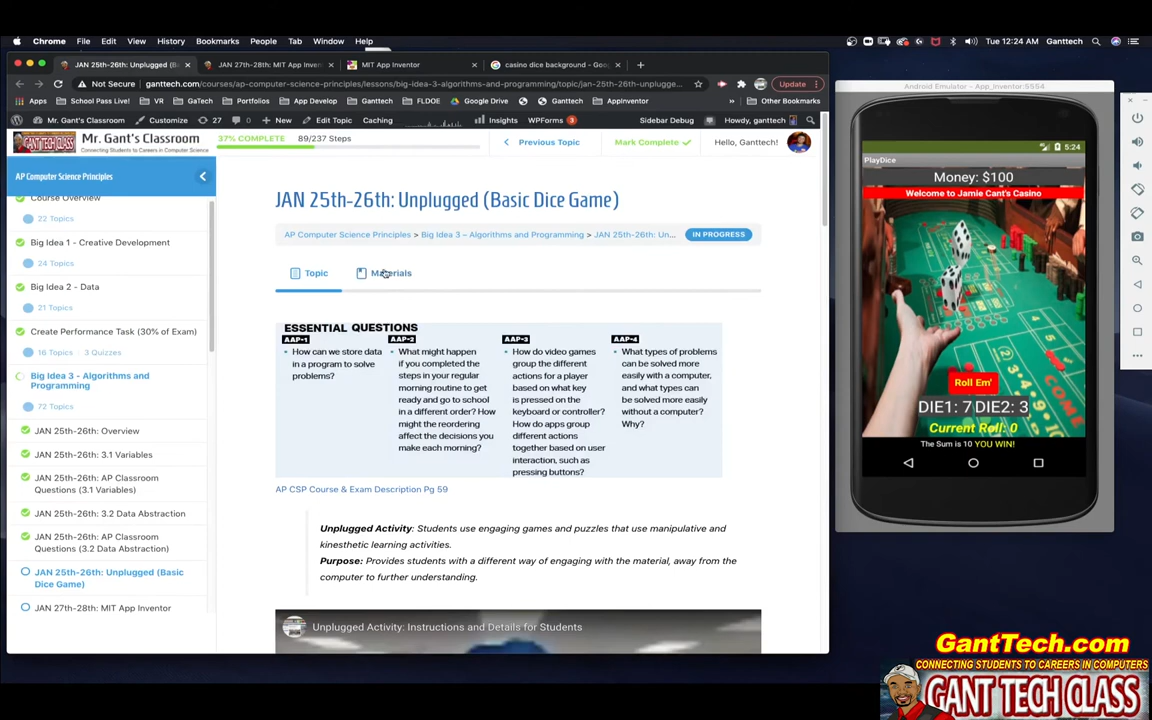 Chrome File Edit View History Bookmarks People Tab Window Help
Tue 12:24 AM Ganttech
JAN 25th-26th: Unplugged (B
JAN 27th-28th: MIT App Inven
MIT App Inventor
casino dice background - Goo
Not Secure ganttech.com/courses/ap-computer-science-principles/lessons/big-idea-3-algorithms-and-programming/topic/jan-25th-26th-unplugge...
Update
Apps School Pass Live! VR GaTech Portfolios App Develop Ganttech FLDOE Google Drive Ganttech AppInventor » Other Bookmarks
Mr. Gant's Classroom Customize 27 0 New Edit Topic Caching Insights WPForms 3 Sidebar Debug Howdy, ganttech
GANT TECH CLASS
Mr. Gant's Classroom
Connecting Students to Careers in Computer Science
37% COMPLETE 89/237 Steps
Previous Topic
Mark Complete
Hello, Ganttech!
AP Computer Science Principles
Course Overview
22 Topics
Big Idea 1 - Creative Development
24 Topics
Big Idea 2 - Data
21 Topics
Create Performance Task (30% of Exam)
16 Topics 3 Quizzes
Big Idea 3 - Algorithms and
Programming
72 Topics
JAN 25th-26th: Overview
JAN 25th-26th: 3.1 Variables
JAN 25th-26th: AP Classroom
Questions (3.1 Variables)
JAN 25th-26th: 3.2 Data Abstraction
JAN 25th-26th: AP Classroom
Questions (3.2 Data Abstraction)
JAN 25th-26th: Unplugged (Basic
Dice Game)
JAN 27th-28th: MIT App Inventor
JAN 25th-26th: Unplugged (Basic Dice Game)
AP Computer Science Principles > Big Idea 3 – Algorithms and Programming > JAN 25th-26th: Un...
IN PROGRESS
Topic
Materials
ESSENTIAL QUESTIONS
AAP-1
• How can we store data
in a program to solve
problems?
AAP-2
• What might happen
if you completed the
steps in your regular
morning routine to get
ready and go to school
in a different order? How
might the reordering
affect the decisions you
make each morning?
AAP-3
• How do video games
group the different
actions for a player
based on what key
is pressed on the
keyboard or controller?
How do apps group
different actions
together based on user
interaction, such as
pressing buttons?
AAP-4
• What types of problems
can be solved more
easily with a computer,
and what types can
be solved more easily
without a computer?
Why?
AP CSP Course & Exam Description Pg 59
Unplugged Activity: Students use engaging games and puzzles that use manipulative and
kinesthetic learning activities.
Purpose: Provides students with a different way of engaging with the material, away from the
computer to further understanding.
Unplugged Activity: Instructions and Details for Students
Android Emulator - App_Inventor:5554
5:24
PlayDice
Money: $100
Welcome to Jamie Cant's Casino
COME
Roll Em'
DIE1: 7 DIE2: 3
Current Roll: 0
The Sum is 10 YOU WIN!
GantTech.com
CONNECTING STUDENTS TO CAREERS IN COMPUTERS
GANT TECH CLASS